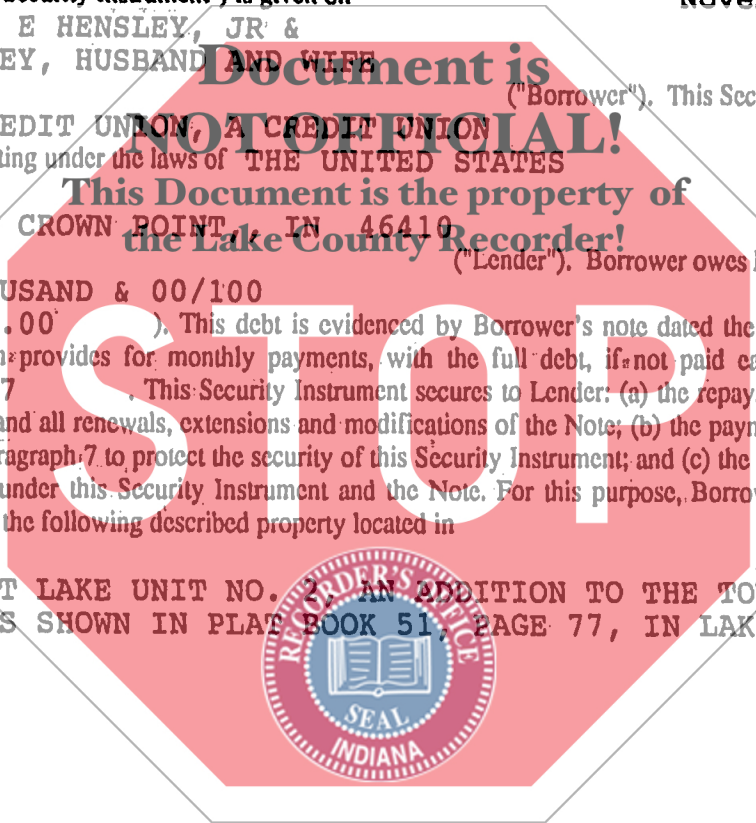 Security Instrument") is given on
E HENSLEY, JR &
EY, HUSBAND AND WIFE
("Borrower"). This Sec
EDIT UNION, A CREDIT UNION
ting under the laws of THE UNITED STATES
CROWN POINT,, IN 46410
("Lender"). Borrower owes
USAND & 00/100
.00 ). This debt is evidenced by Borrower's note dated the
provides for monthly payments, with the full debt, if not paid ea
7 . This Security Instrument secures to Lender: (a) the repay
and all renewals, extensions and modifications of the Note; (b) the paym
ragraph 7 to protect the security of this Security Instrument; and (c) the
under this Security Instrument and the Note. For this purpose, Borro
the following described property located in
T LAKE UNIT NO. 2, AN ADDITION TO THE TO
S SHOWN IN PLAT BOOK 51, PAGE 77, IN LAK
Document is
NOT OFFICIAL!
This Document is the property of
the Lake County Recorder!
STOP
RECORDER'S OFFICE
SEAL
INDIANA